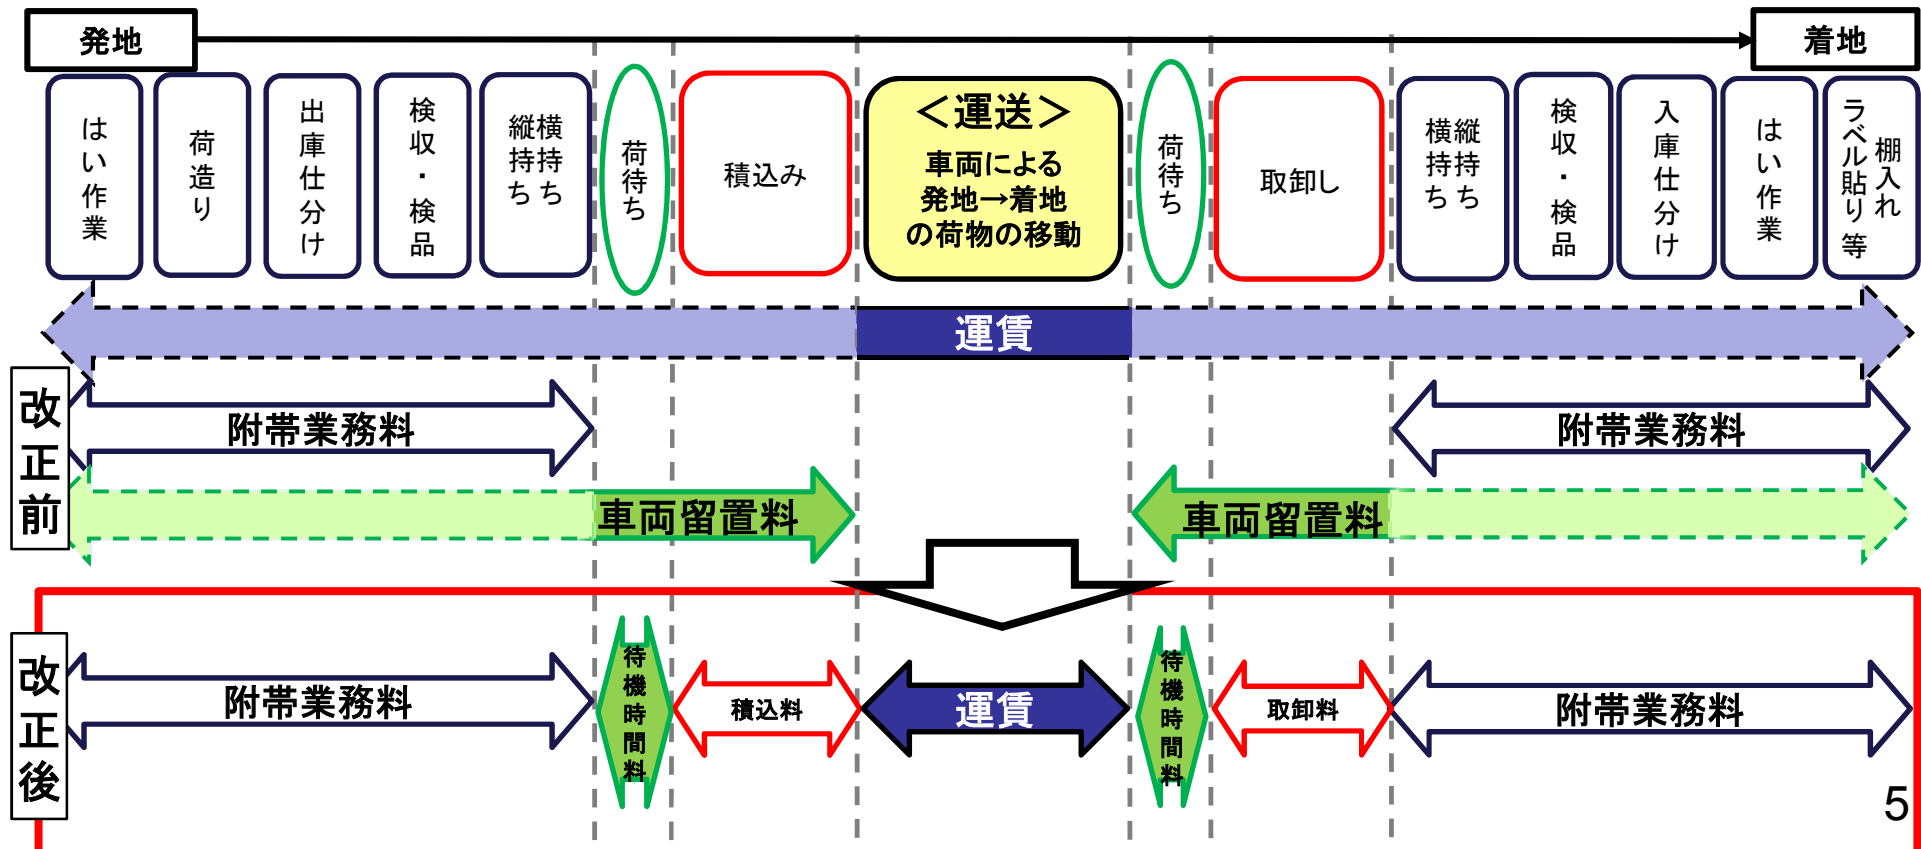 発地
着地
はい作業
荷造り
出庫仕分け
検収・検品
横持ち
縦持ち
荷待ち
積込み
＜運送＞
車両による
発地→着地
の荷物の移動
荷待ち
取卸し
縦持ち
横持ち
検収・検品
入庫仕分け
はい作業
棚入れ
ラベル貼り等
運賃
改正前
附帯業務料
附帯業務料
車両留置料
車両留置料
改正後
附帯業務料
待機時間料
積込料
運賃
待機時間料
取卸料
附帯業務料
5